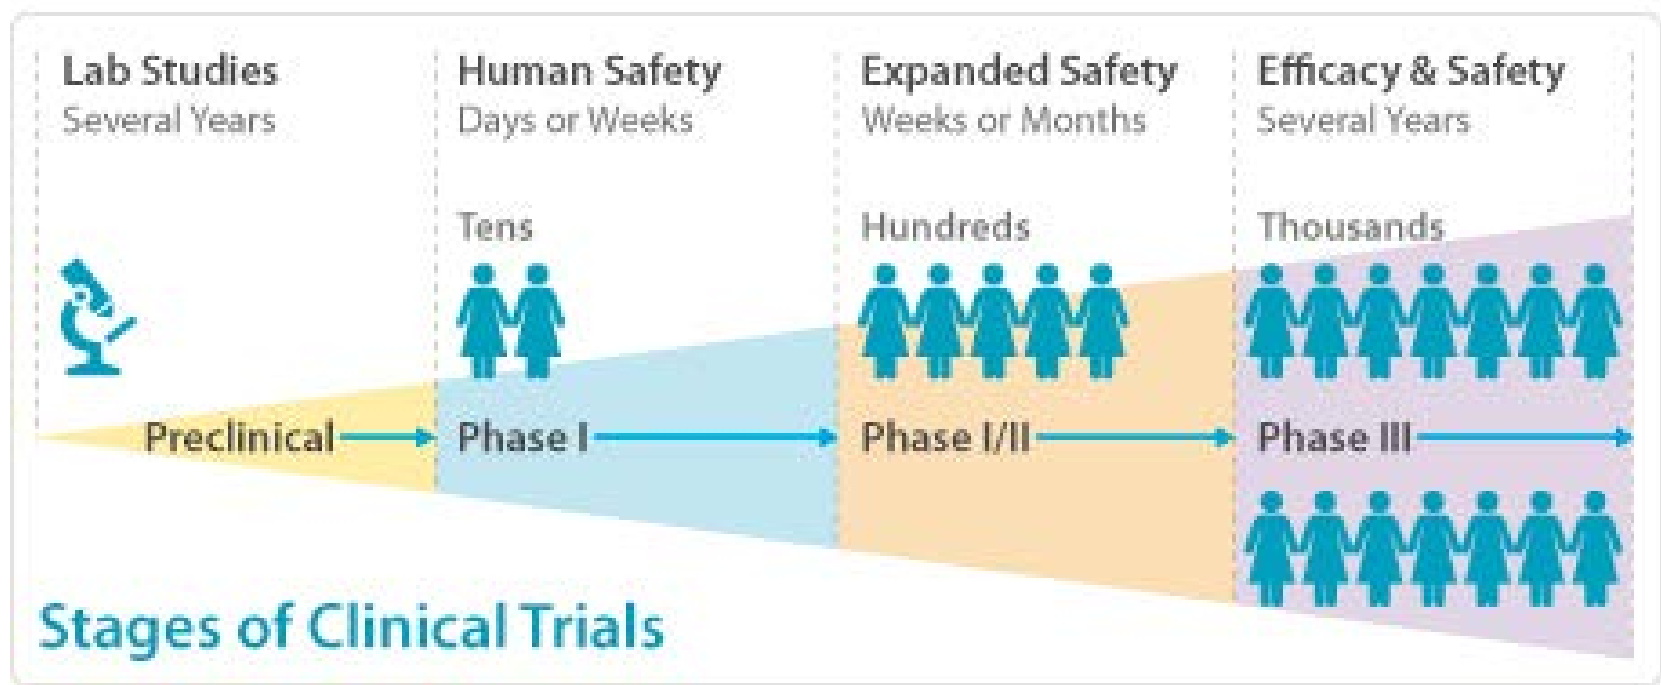 Lab Studies
Several Years
Human Safety
Days or Weeks
Expanded Safety
Weeks or Months
Efficacy & Safety
Several Years
Tens
Hundreds
Thousands
Preclinical
Phase I
Phase I/II
Phase III
Stages of Clinical Trials